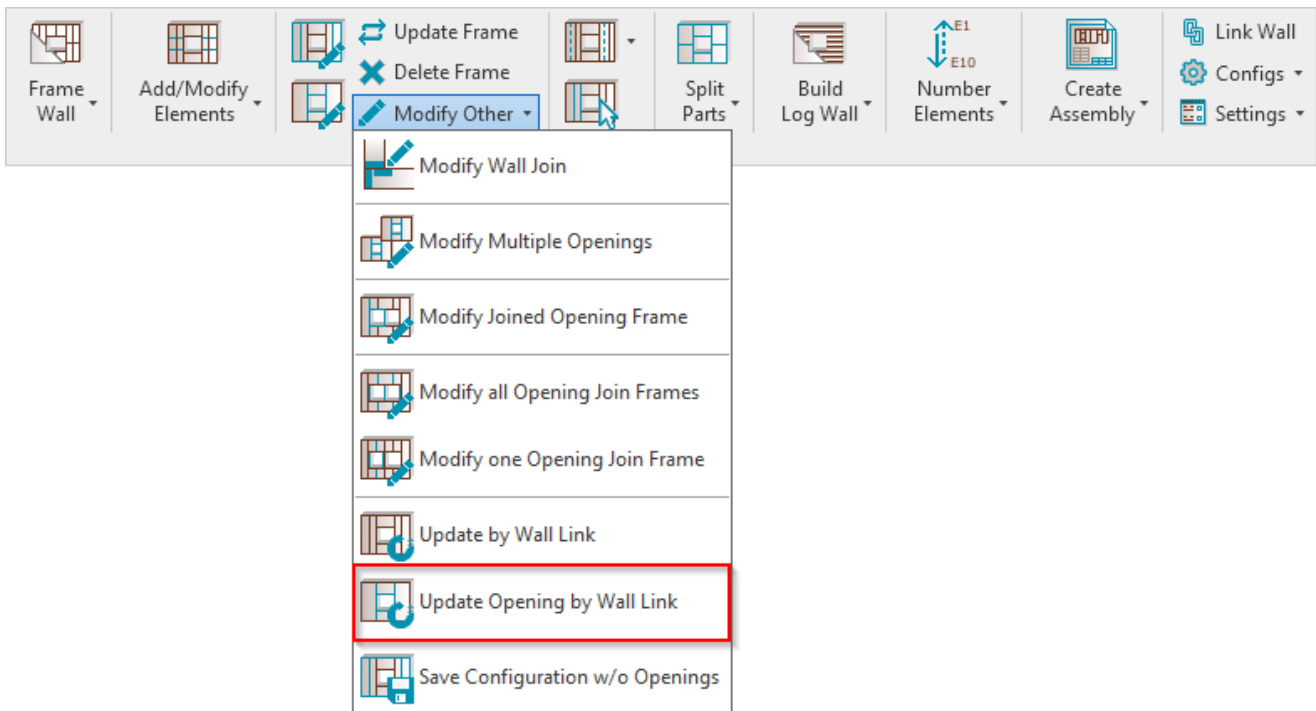 Frame
Wall
Add/Modify
Elements
Update Frame
Delete Frame
Modify Other
Split
Parts
Build
Log Wall
E1
E10
Number
Elements
Create
Assembly
Link Wall
Configs
Settings
Modify Wall Join
Modify Multiple Openings
Modify Joined Opening Frame
Modify all Opening Join Frames
Modify one Opening Join Frame
Update by Wall Link
Update Opening by Wall Link
Save Configuration w/o Openings